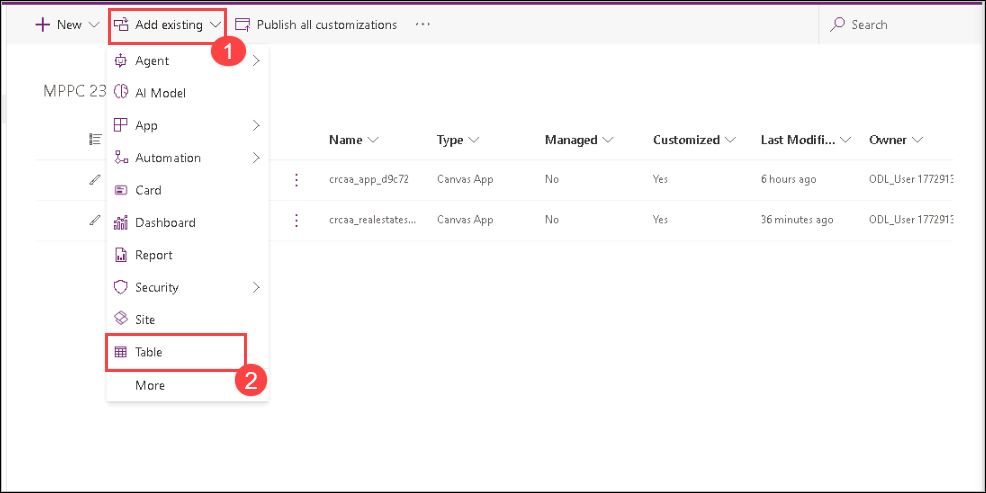 New Add existing Publish all customizations ··· Search
1
Agent
MPPC 23
AI Model
App
Name Type Managed Customized Last Modifi... Owner
Automation
crcaa_app_d9c72 Canvas App No Yes 6 hours ago ODL_User 1772913
Card
Dashboard
crcaa_realestates... Canvas App No Yes 36 minutes ago ODL_User 1772913
Report
Security
Site
Table
2
More